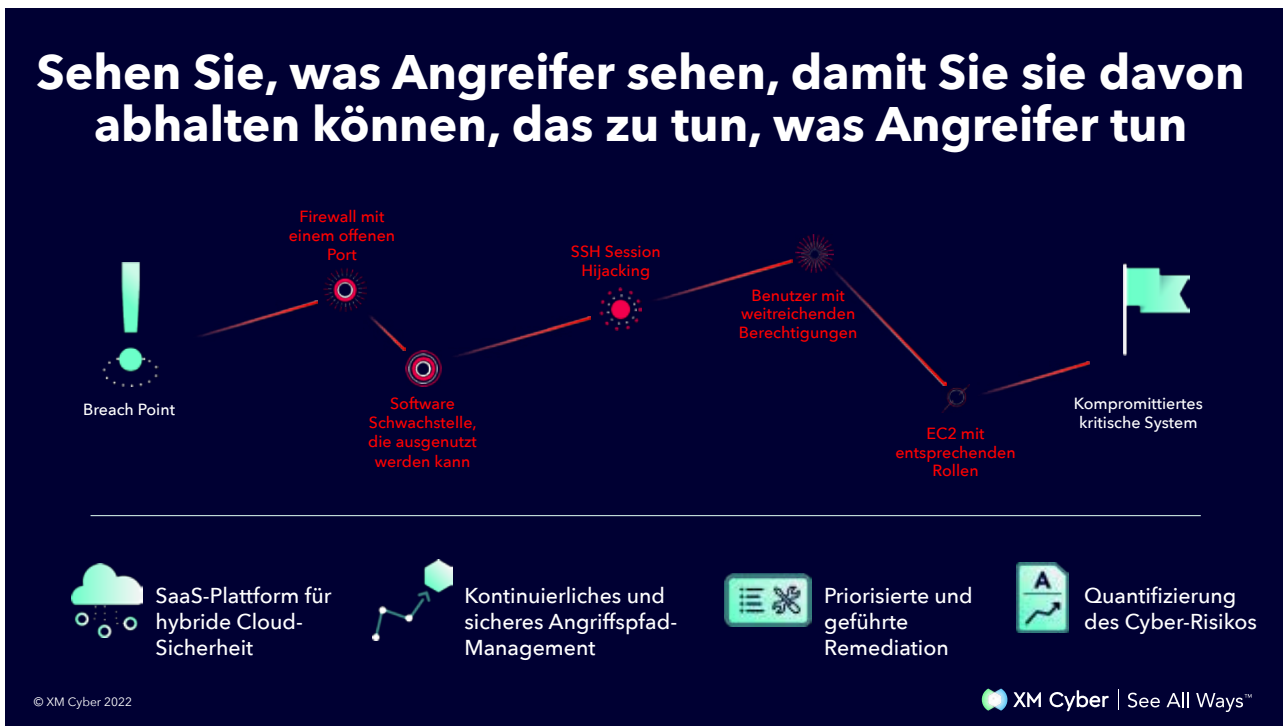 Sehen Sie, was Angreifer sehen, damit Sie sie davon
abhalten können, das zu tun, was Angreifer tun
Breach Point
Firewall mit
einem offenen
Port
Software
Schwachstelle,
die ausgenutzt
werden kann
SSH Session
Hijacking
Benutzer mit
weitreichenden
Berechtigungen
EC2 mit
entsprechenden
Rollen
Kompromittiertes
kritische System
SaaS-Plattform für
hybride Cloud-
Sicherheit
Kontinuierliches und
sicheres Angriffspfad-
Management
Priorisierte und
geführte
Remediation
A
Quantifizierung
des Cyber-Risikos
© XM Cyber 2022
XM Cyber | See All Ways™